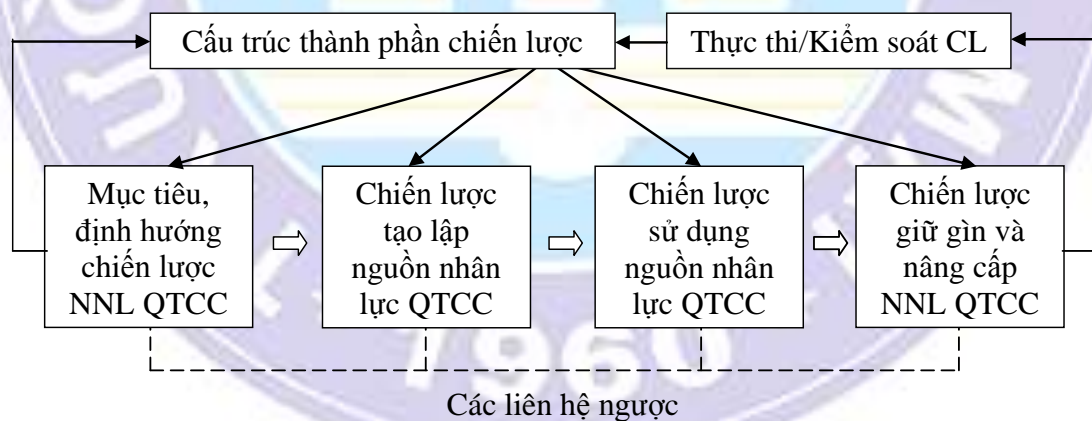 Cấu trúc thành phần chiến lược
Thực thi/Kiểm soát CL
Mục tiêu,
định hướng
chiến lược
NNL QTCC
Chiến lược
tạo lập
nguồn nhân
lực QTCC
Chiến lược
sử dụng
nguồn nhân
lực QTCC
Chiến lược
giữ gìn và
nâng cấp
NNL QTCC
1960
Các liên hệ ngược